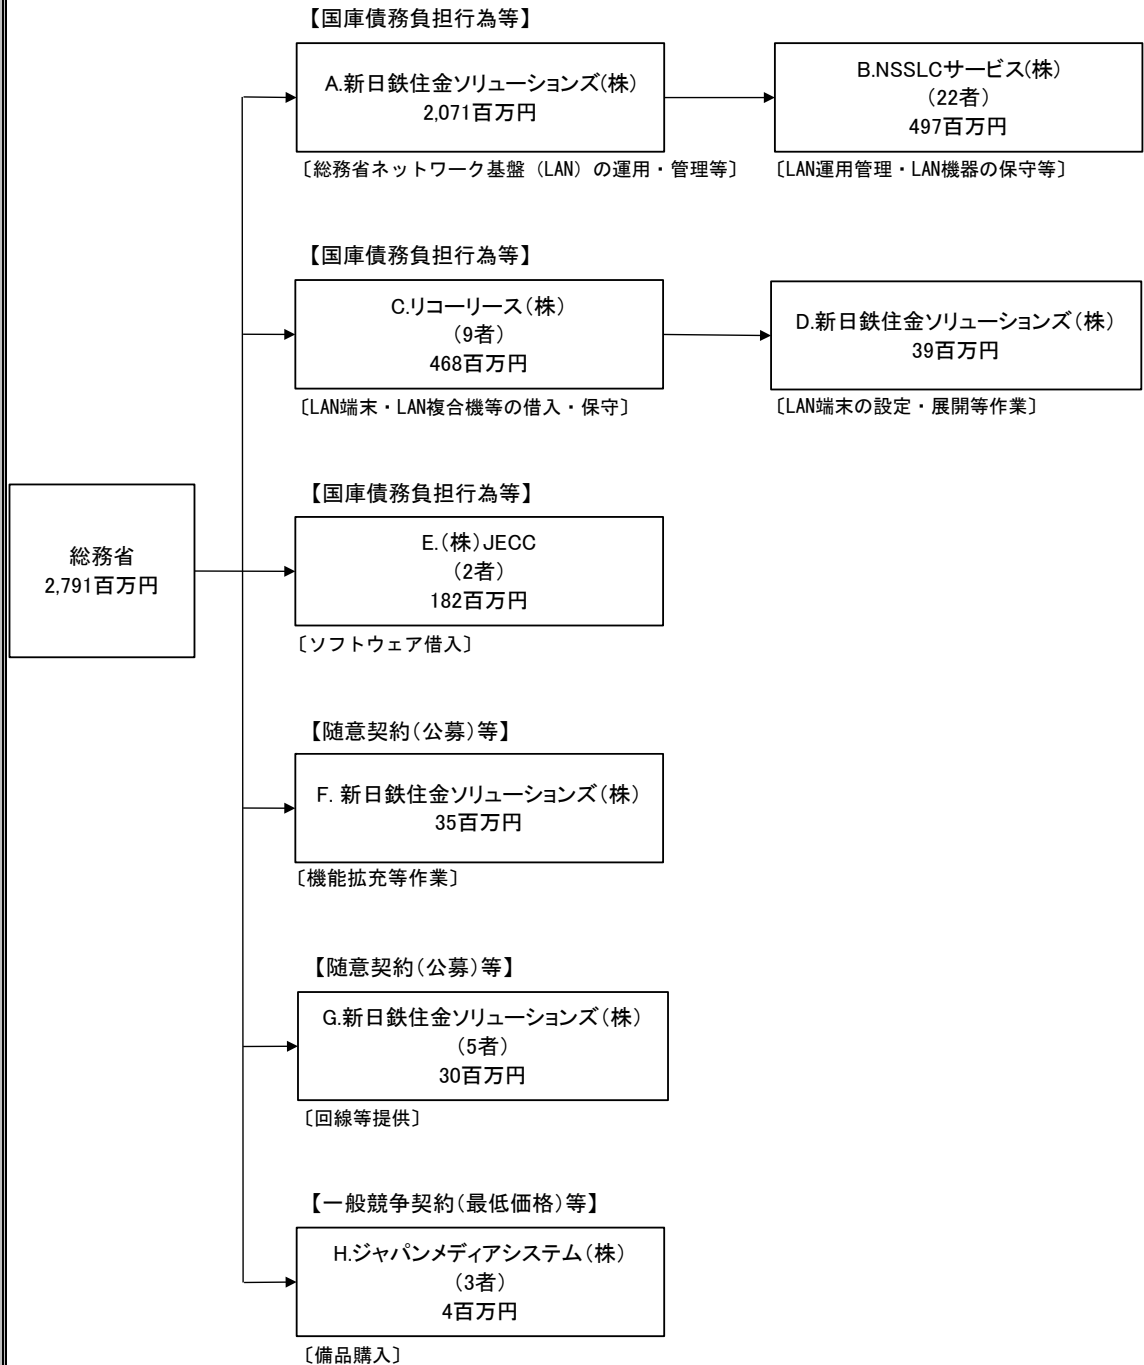 【国庫債務負担行為等】
A.新日鉄住金ソリューションズ(株)
2,071百万円
〔総務省ネットワーク基盤（LAN）の運用・管理等〕
B.NSSLCサービス(株)
(22者)
497百万円
〔LAN運用管理・LAN機器の保守等〕
【国庫債務負担行為等】
C.リコーリース(株)
(9者)
468百万円
〔LAN端末・LAN複合機等の借入・保守〕
D.新日鉄住金ソリューションズ(株)
39百万円
〔LAN端末の設定・展開等作業〕
総務省
2,791百万円
【国庫債務負担行為等】
E.(株)JECC
(2者)
182百万円
〔ソフトウェア借入〕
【随意契約(公募)等】
F. 新日鉄住金ソリューションズ(株)
35百万円
〔機能拡充等作業〕
【随意契約(公募)等】
G.新日鉄住金ソリューションズ(株)
(5者)
30百万円
〔回線等提供〕
【一般競争契約(最低価格)等】
H.ジャパンメディアシステム(株)
(3者)
4百万円
〔備品購入〕